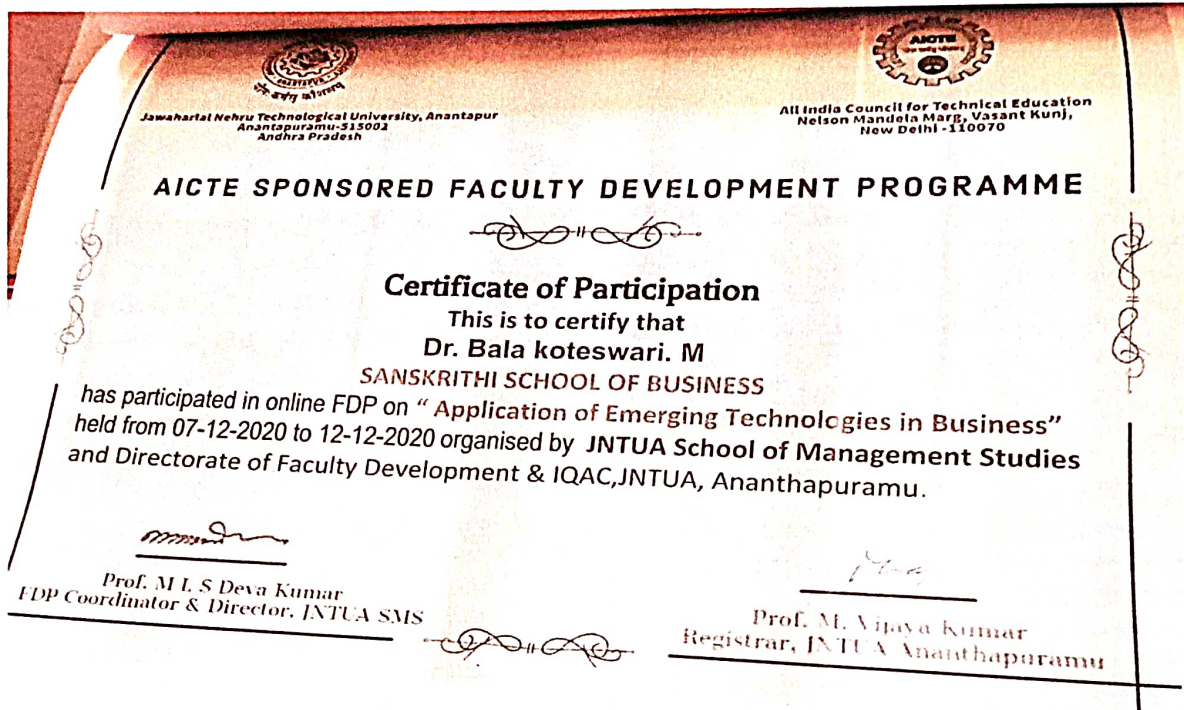 Jawaharlal Nehru Technological University, Anantapur
Anantapuramu-515002
Andhra Pradesh
AICTE
All India Council for Technical Education
Nelson Mandela Marg, Vasant Kunj,
New Delhi -110070
AICTE SPONSORED FACULTY DEVELOPMENT PROGRAMME
Certificate of Participation
This is to certify that
Dr. Bala koteswari. M
SANSKRITHI SCHOOL OF BUSINESS
has participated in online FDP on “ Application of Emerging Technologies in Business”
held from 07-12-2020 to 12-12-2020 organised by JNTUA School of Management Studies
and Directorate of Faculty Development & IQAC,JNTUA, Ananthapuramu.
Prof. M L S Deva Kumar
FDP Coordinator & Director, JNTUA SMS
Prof. M. Vijaya Kumar
Registrar, JNTUA Ananthapuramu